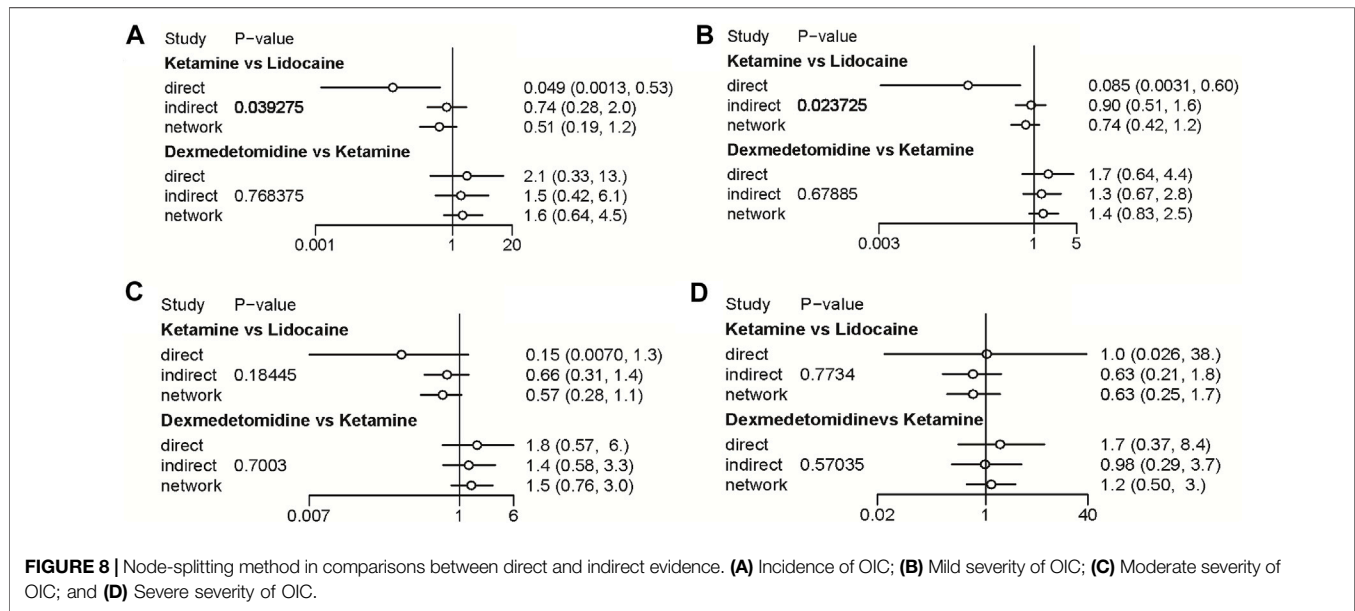 A
Study P−value
Ketamine vs Lidocaine
direct 0.049 (0.0013, 0.53)
indirect 0.039275 0.74 (0.28, 2.0)
network 0.51 (0.19, 1.2)
Dexmedetomidine vs Ketamine
direct 2.1 (0.33, 13.)
indirect 0.768375 1.5 (0.42, 6.1)
network 1.6 (0.64, 4.5)
0.001 1 20
B
Study P−value
Ketamine vs Lidocaine
direct 0.085 (0.0031, 0.60)
indirect 0.023725 0.90 (0.51, 1.6)
network 0.74 (0.42, 1.2)
Dexmedetomidine vs Ketamine
direct 1.7 (0.64, 4.4)
indirect 0.67885 1.3 (0.67, 2.8)
network 1.4 (0.83, 2.5)
0.003 1 5
C
Study P−value
Ketamine vs Lidocaine
direct 0.15 (0.0070, 1.3)
indirect 0.18445 0.66 (0.31, 1.4)
network 0.57 (0.28, 1.1)
Dexmedetomidine vs Ketamine
direct 1.8 (0.57, 6.)
indirect 0.7003 1.4 (0.58, 3.3)
network 1.5 (0.76, 3.0)
0.007 1 6
D
Study P−value
Ketamine vs Lidocaine
direct 1.0 (0.026, 38.)
indirect 0.7734 0.63 (0.21, 1.8)
network 0.63 (0.25, 1.7)
Dexmedetomidinevs Ketamine
direct 1.7 (0.37, 8.4)
indirect 0.57035 0.98 (0.29, 3.7)
network 1.2 (0.50, 3.)
0.02 1 40
FIGURE 8 | Node-splitting method in comparisons between direct and indirect evidence. (A) Incidence of OIC; (B) Mild severity of OIC; (C) Moderate severity of
OIC; and (D) Severe severity of OIC.